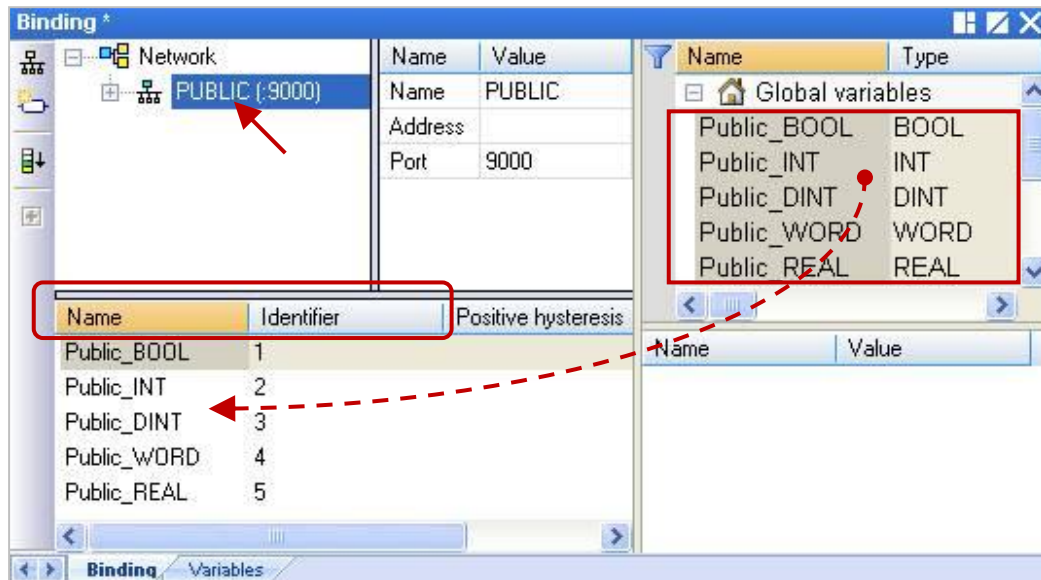 Binding *
Network
PUBLIC (:9000)
Name Value
Name PUBLIC
Address
Port 9000
Name Type
Global variables
Public_BOOL BOOL
Public_INT INT
Public_DINT DINT
Public_WORD WORD
Public_REAL REAL
Name Identifier Positive hysteresis
Public_BOOL 1
Public_INT 2
Public_DINT 3
Public_WORD 4
Public_REAL 5
Name Value
Binding Variables